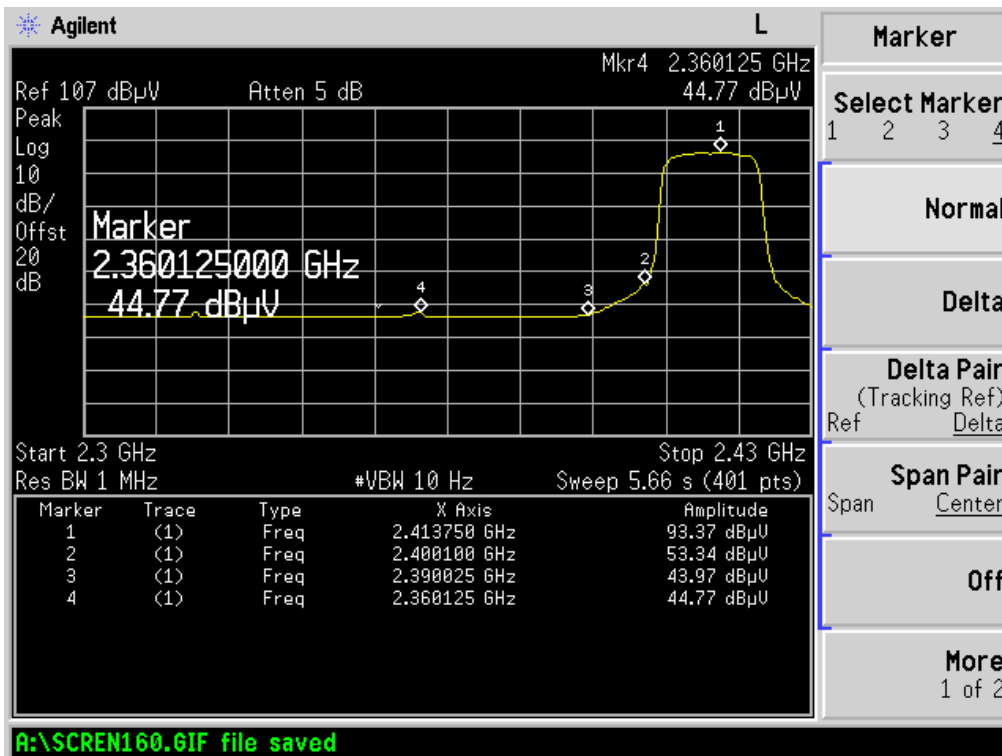 Agilent L
Mkr4 2.360125 GHz
Ref 107 dBµV Atten 5 dB 44.77 dBµV
Peak
Log
10
dB/
Offst
20
dB
1
2
3
4
Marker
2.360125000 GHz
44.77 dBµV
Start 2.3 GHz Stop 2.43 GHz
Res BW 1 MHz #VBW 10 Hz Sweep 5.66 s (401 pts)
Marker Trace Type X Axis Amplitude
1 (1) Freq 2.413750 GHz 93.37 dBµV
2 (1) Freq 2.400100 GHz 53.34 dBµV
3 (1) Freq 2.390025 GHz 43.97 dBµV
4 (1) Freq 2.360125 GHz 44.77 dBµV
A:\SCREN160.GIF file saved
Marker
Select Marker
1 2 3 4
Normal
Delta
Delta Pair
(Tracking Ref)
Ref Delta
Span Pair
Span Center
Off
More
1 of 2